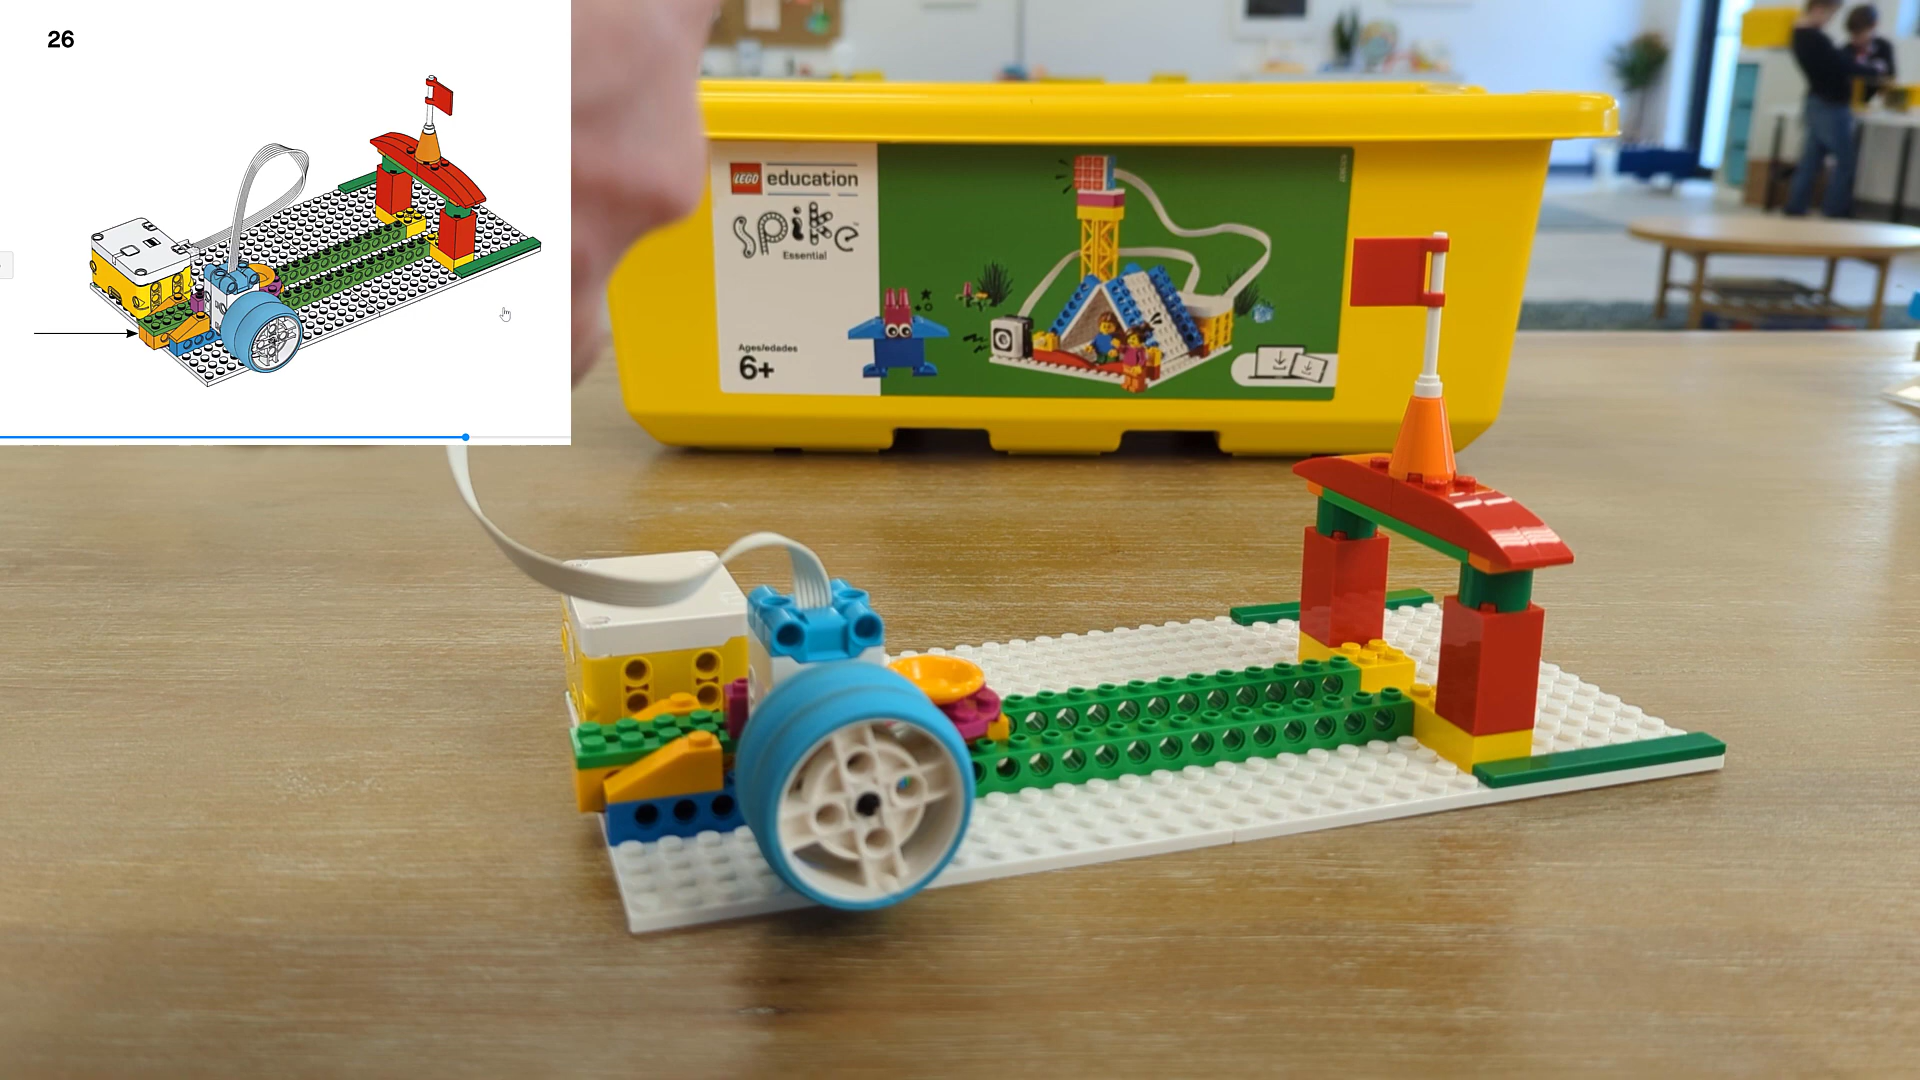 26
LEGO education
spike
Essential
Ages/edades
6+